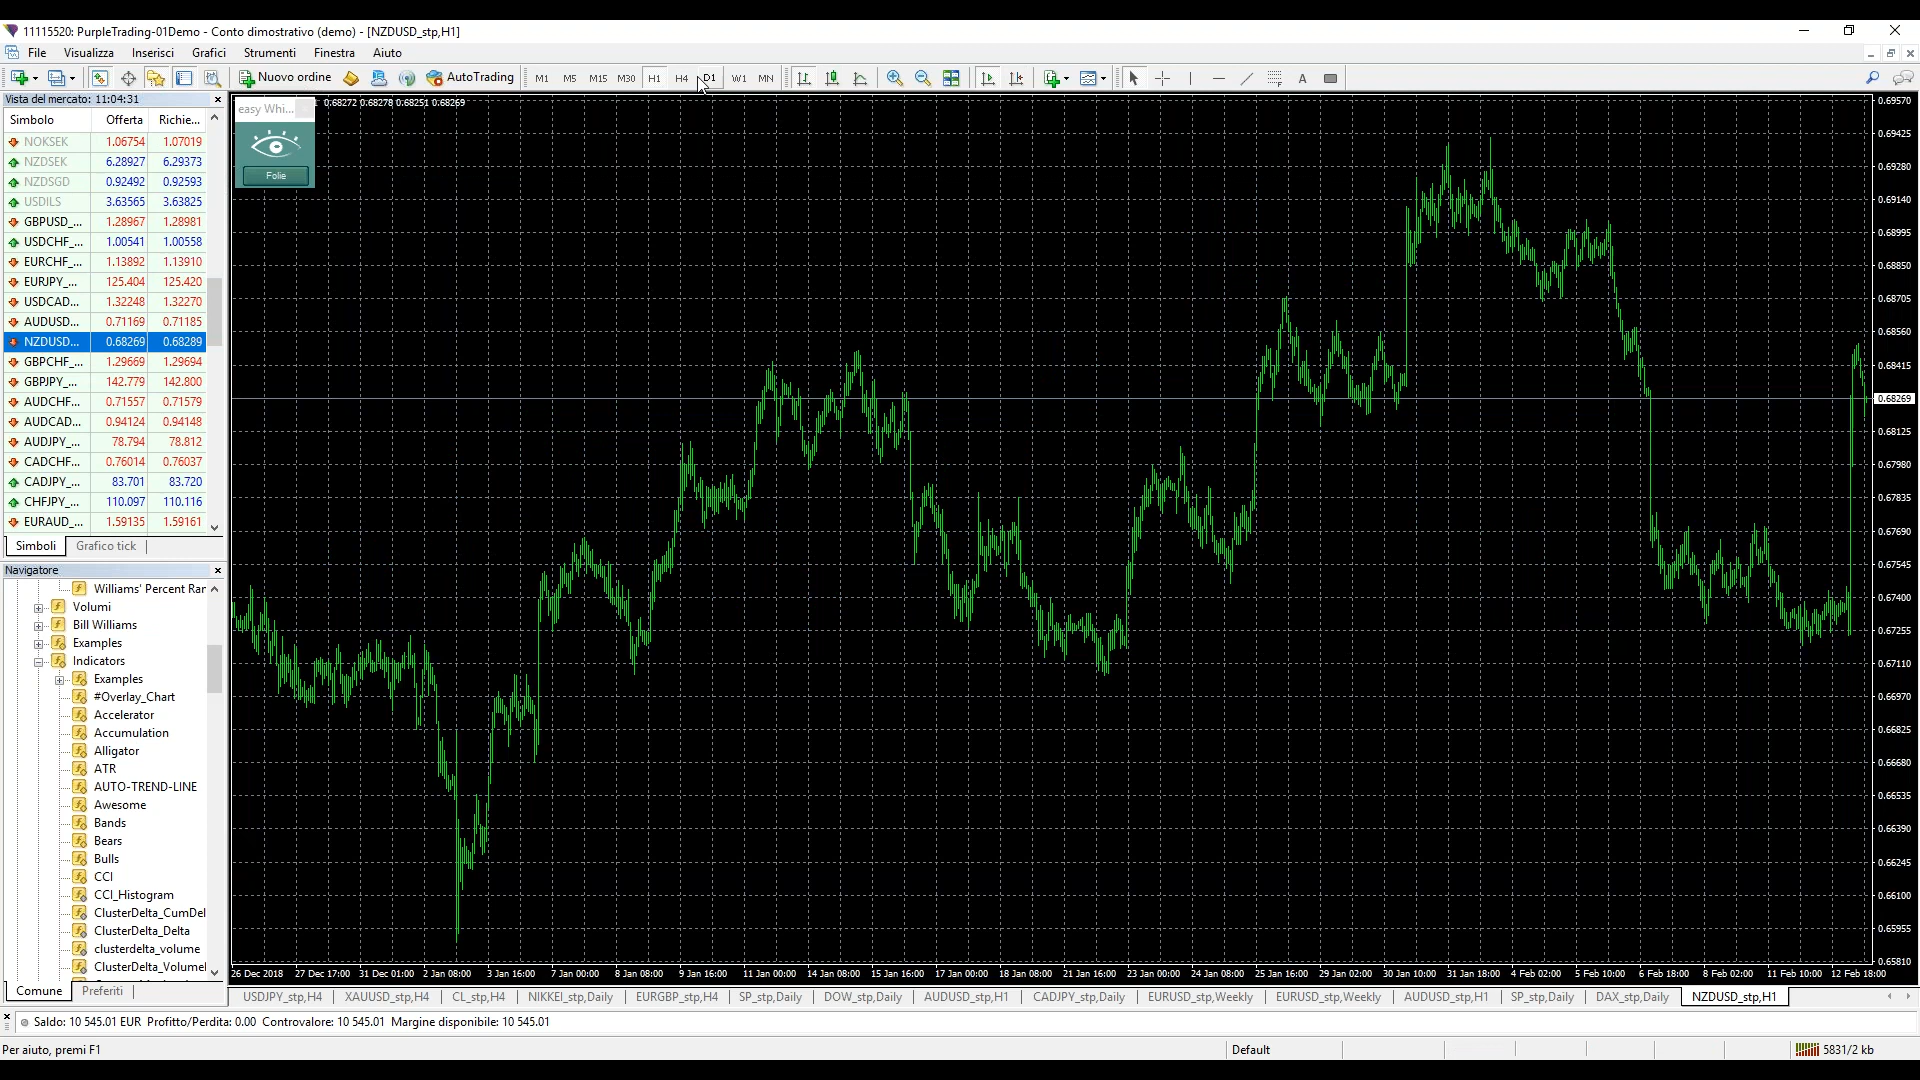 11115520: PurpleTrading-01Demo - Conto dimostrativo (demo) - [NZDUSD_stp,H1]
File Visualizza Inserisci Grafici Strumenti Finestra Aiuto
Nuovo ordine AutoTrading M1 M5 M15 M30 H1 H4 D1 W1 MN A
Vista del mercato: 11:04:31
Simbolo Offerta Richie...
NOKSEK 1.06754 1.07019
NZDSEK 6.28927 6.29373
NZDSGD 0.92492 0.92593
USDILS 3.63565 3.63825
GBPUSD_... 1.28967 1.28981
USDCHF_... 1.00541 1.00558
EURCHF_... 1.13892 1.13910
EURJPY_... 125.404 125.420
USDCAD... 1.32248 1.32270
AUDUSD... 0.71169 0.71185
NZDUSD... 0.68269 0.68289
GBPCHF_... 1.29669 1.29694
GBPJPY_... 142.779 142.800
AUDCHF... 0.71557 0.71579
AUDCAD... 0.94124 0.94148
AUDJPY_... 78.794 78.812
CADCHF... 0.76014 0.76037
CADJPY_... 83.701 83.720
CHFJPY_... 110.097 110.116
EURAUD_... 1.59135 1.59161
Simboli Grafico tick
Navigatore
Williams' Percent Ran
Volumi
Bill Williams
Examples
Indicators
Examples
#Overlay_Chart
Accelerator
Accumulation
Alligator
ATR
AUTO-TREND-LINE
Awesome
Bands
Bears
Bulls
CCI
CCI_Histogram
ClusterDelta_CumDel
ClusterDelta_Delta
clusterdelta_volume
ClusterDelta_Volume
Comune Preferiti
easy Whi...
0.68272 0.68278 0.68251 0.68269
Folie
0.69570
0.69425
0.69280
0.69140
0.68995
0.68850
0.68705
0.68560
0.68415
0.68269
0.68125
0.67980
0.67835
0.67690
0.67545
0.67400
0.67255
0.67110
0.66970
0.66825
0.66680
0.66535
0.66390
0.66245
0.66100
0.65955
0.65810
26 Dec 2018 27 Dec 17:00 31 Dec 01:00 2 Jan 08:00 3 Jan 16:00 7 Jan 00:00 8 Jan 08:00 9 Jan 16:00 11 Jan 00:00 14 Jan 08:00 15 Jan 16:00 17 Jan 00:00 18 Jan 08:00 21 Jan 16:00 23 Jan 00:00 24 Jan 08:00 25 Jan 16:00 29 Jan 02:00 30 Jan 10:00 31 Jan 18:00 4 Feb 02:00 5 Feb 10:00 6 Feb 18:00 8 Feb 02:00 11 Feb 10:00 12 Feb 18:00
USDJPY_stp,H4 XAUUSD_stp,H4 CL_stp,H4 NIKKEI_stp,Daily EURGBP_stp,H4 SP_stp,Daily DOW_stp,Daily AUDUSD_stp,H1 CADJPY_stp,Daily EURUSD_stp,Weekly EURUSD_stp,Weekly AUDUSD_stp,H1 SP_stp,Daily DAX_stp,Daily NZDUSD_stp,H1
Saldo: 10 545.01 EUR Profitto/Perdita: 0.00 Controvalore: 10 545.01 Margine disponibile: 10 545.01
Per aiuto, premi F1 Default 5831/2 kb